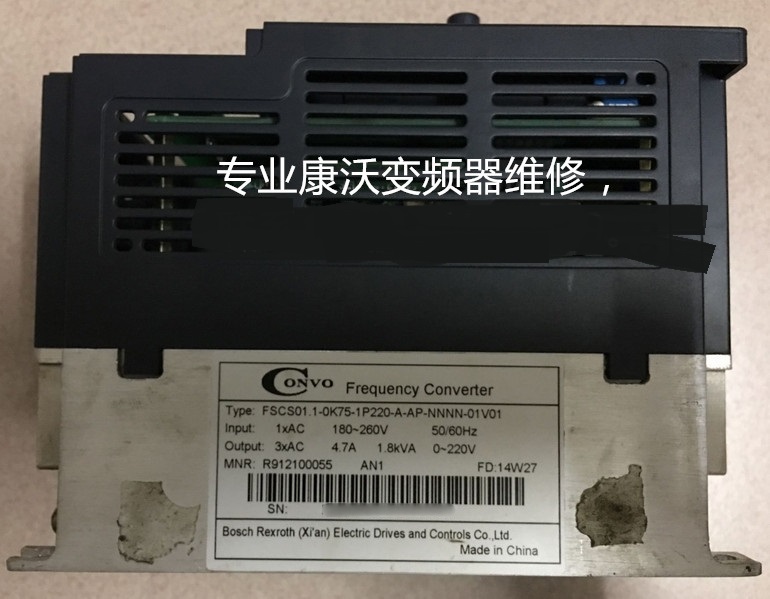 专业康沃变频器维修，
CONVO Frequency Converter
Type: FSCS01.1-0K75-1P220-A-AP-NNNN-01V01
Input: 1xAC 180~260V 50/60Hz
Output: 3xAC 4.7A 1.8kVA 0~220V
MNR: R912100055 AN1 FD:14W27
SN:
Bosch Rexroth (Xi'an) Electric Drives and Controls Co.,Ltd.
Made in China